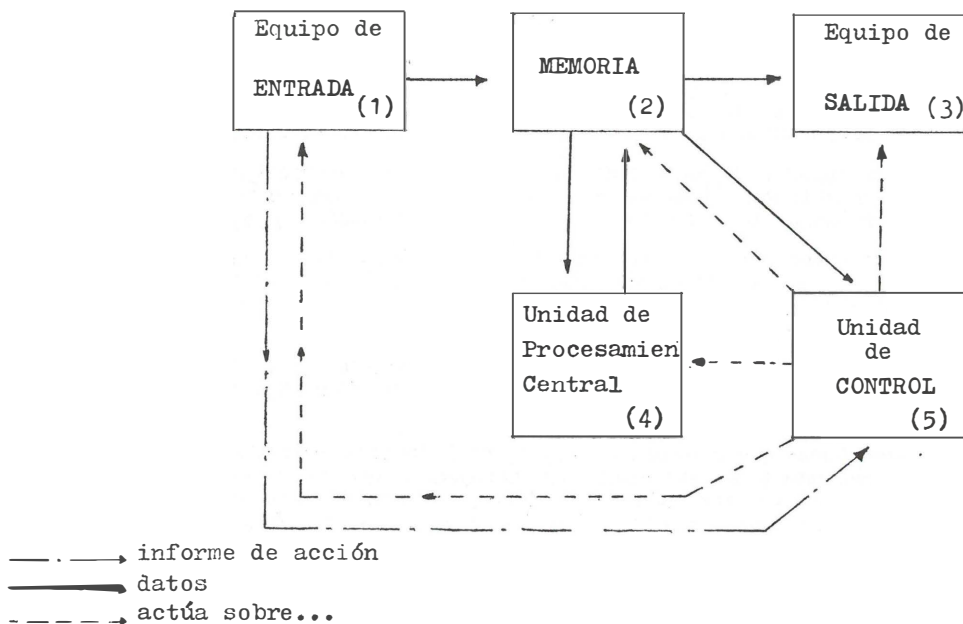 Equipo de
ENTRADA
(1)
MEMORIA
(2)
Equipo de
SALIDA
(3)
Unidad de
Procesamien
Central
(4)
Unidad
de
CONTROL
(5)
informe de acción
datos
actúa sobre...